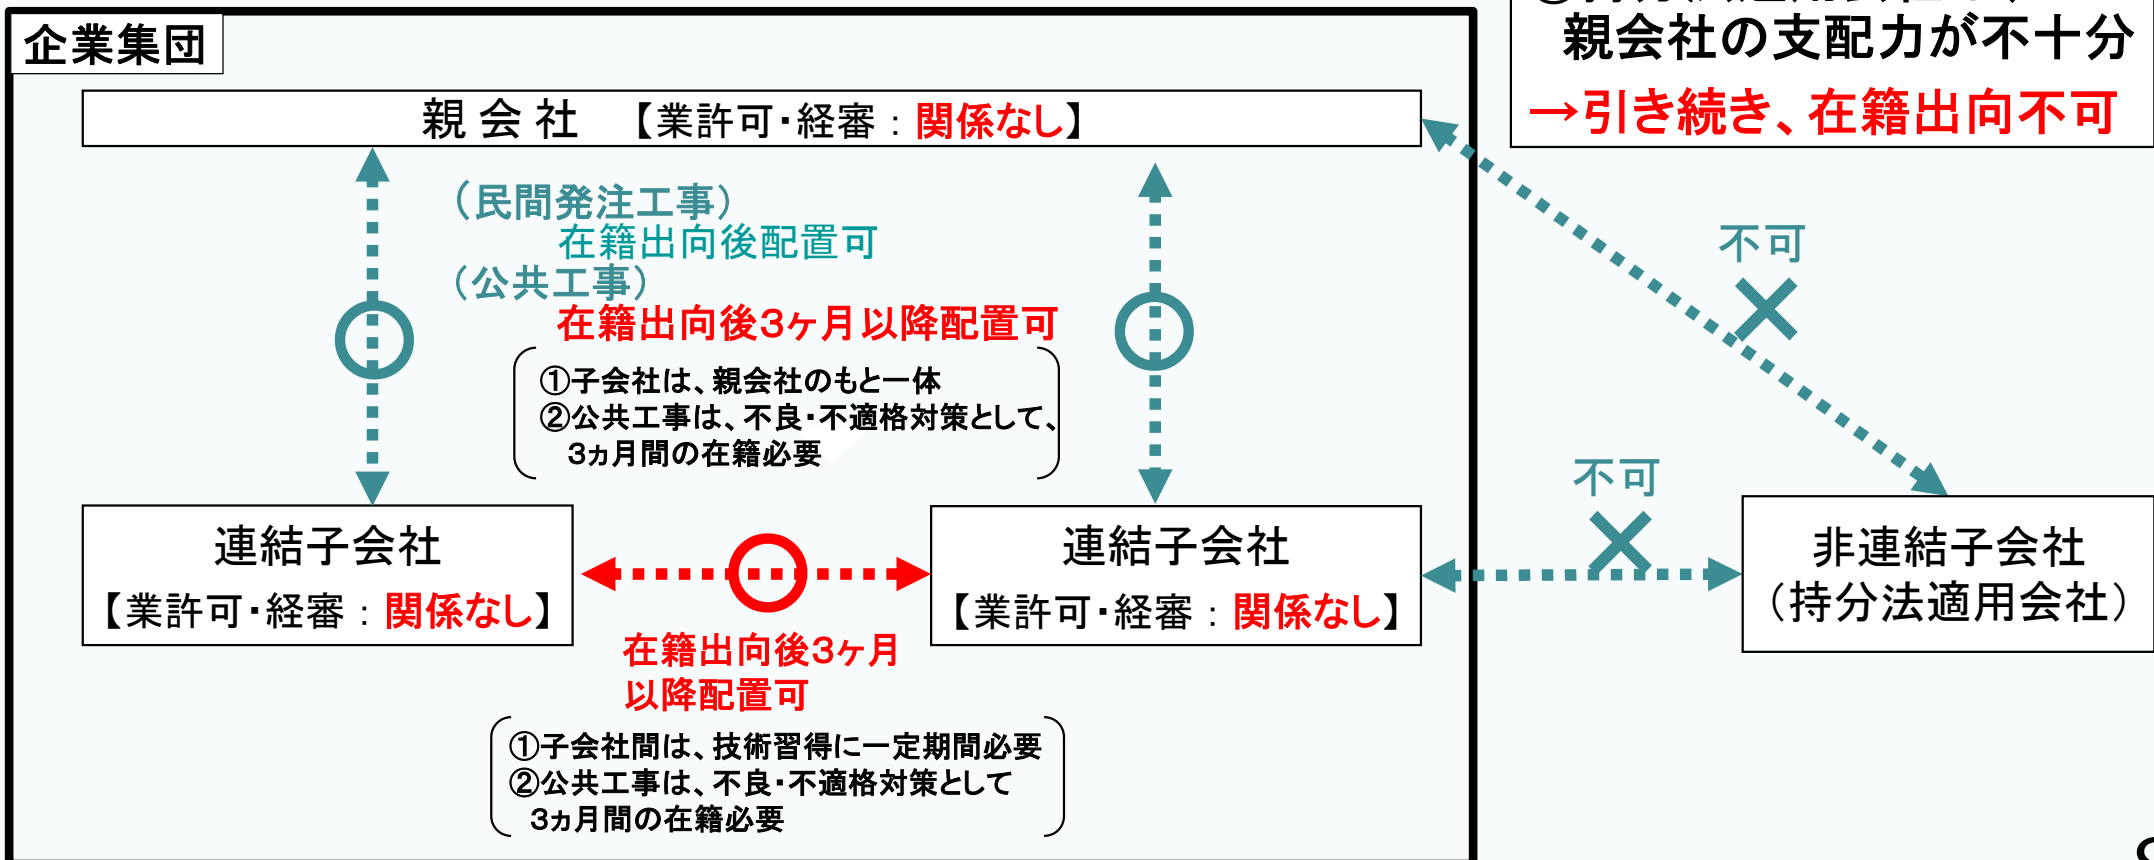 企業集団
親会社の支配力が不十分
→引き続き、在籍出向不可
親 会 社 【業許可・経審：関係なし】
（民間発注工事）
在籍出向後配置可
（公共工事）
在籍出向後３ヶ月以降配置可
①子会社は、親会社のもと一体
②公共工事は、不良・不適格対策として、
３ヵ月間の在籍必要
不可
不可
連結子会社
【業許可・経審：関係なし】
連結子会社
【業許可・経審：関係なし】
非連結子会社
（持分法適用会社）
在籍出向後３ヶ月
以降配置可
①子会社間は、技術習得に一定期間必要
②公共工事は、不良・不適格対策として
３ヵ月間の在籍必要